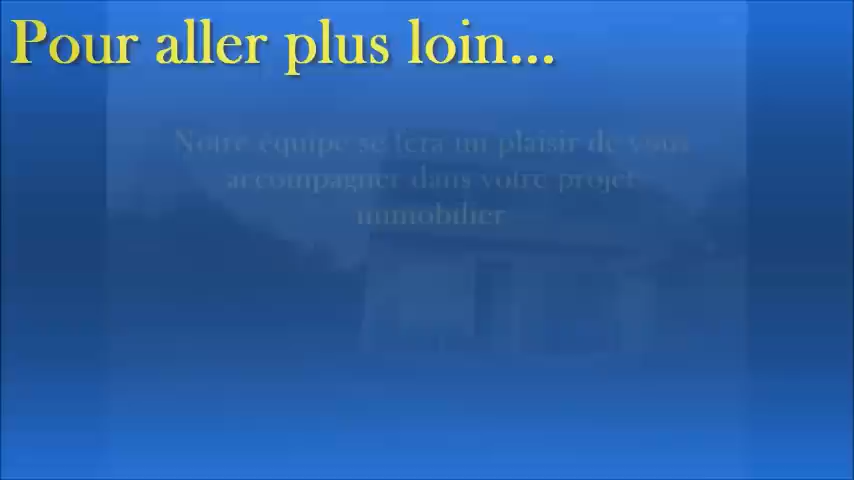 Pour aller plus loin...
Notre équipe se fera un plaisir de vous
accompagner dans votre projet
immobilier